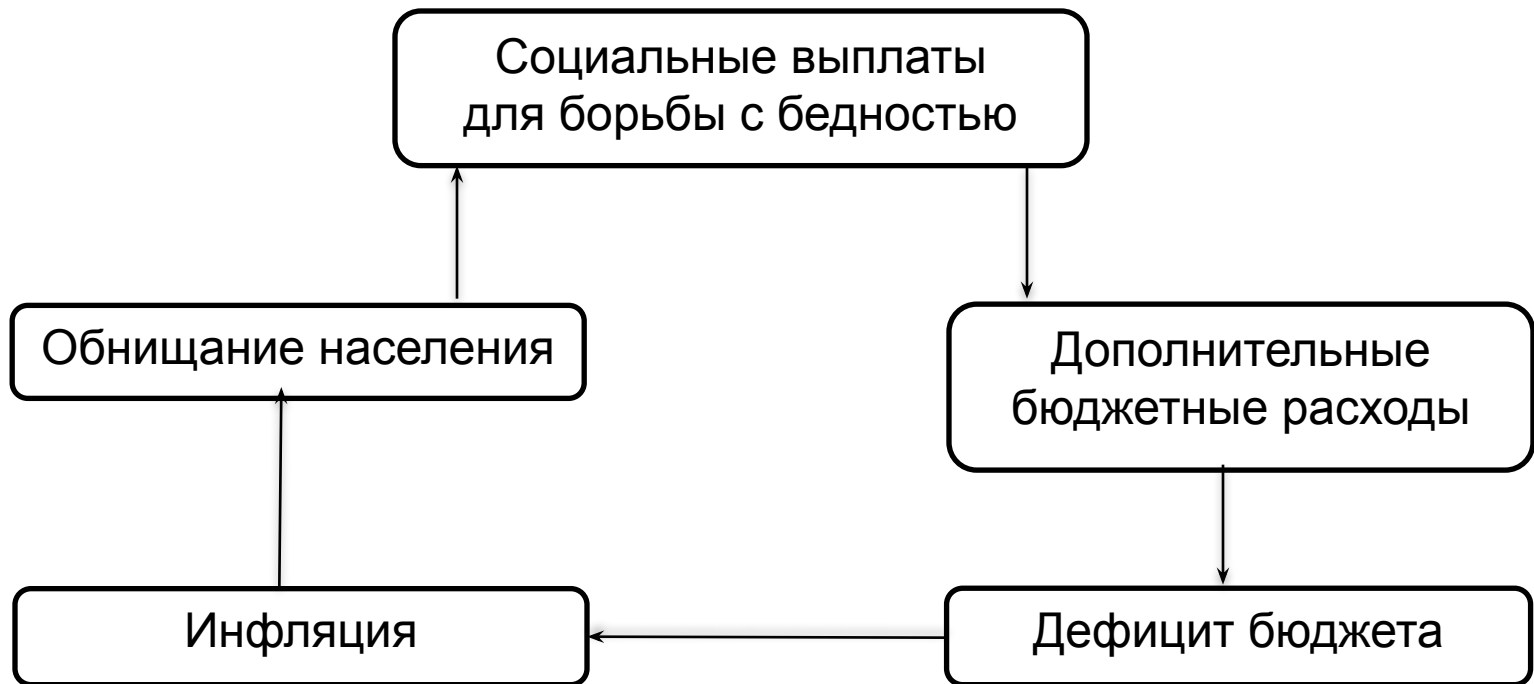 Социальные выплаты
для борьбы с бедностью
Обнищание населения
Дополнительные
бюджетные расходы
Инфляция
Дефицит бюджета